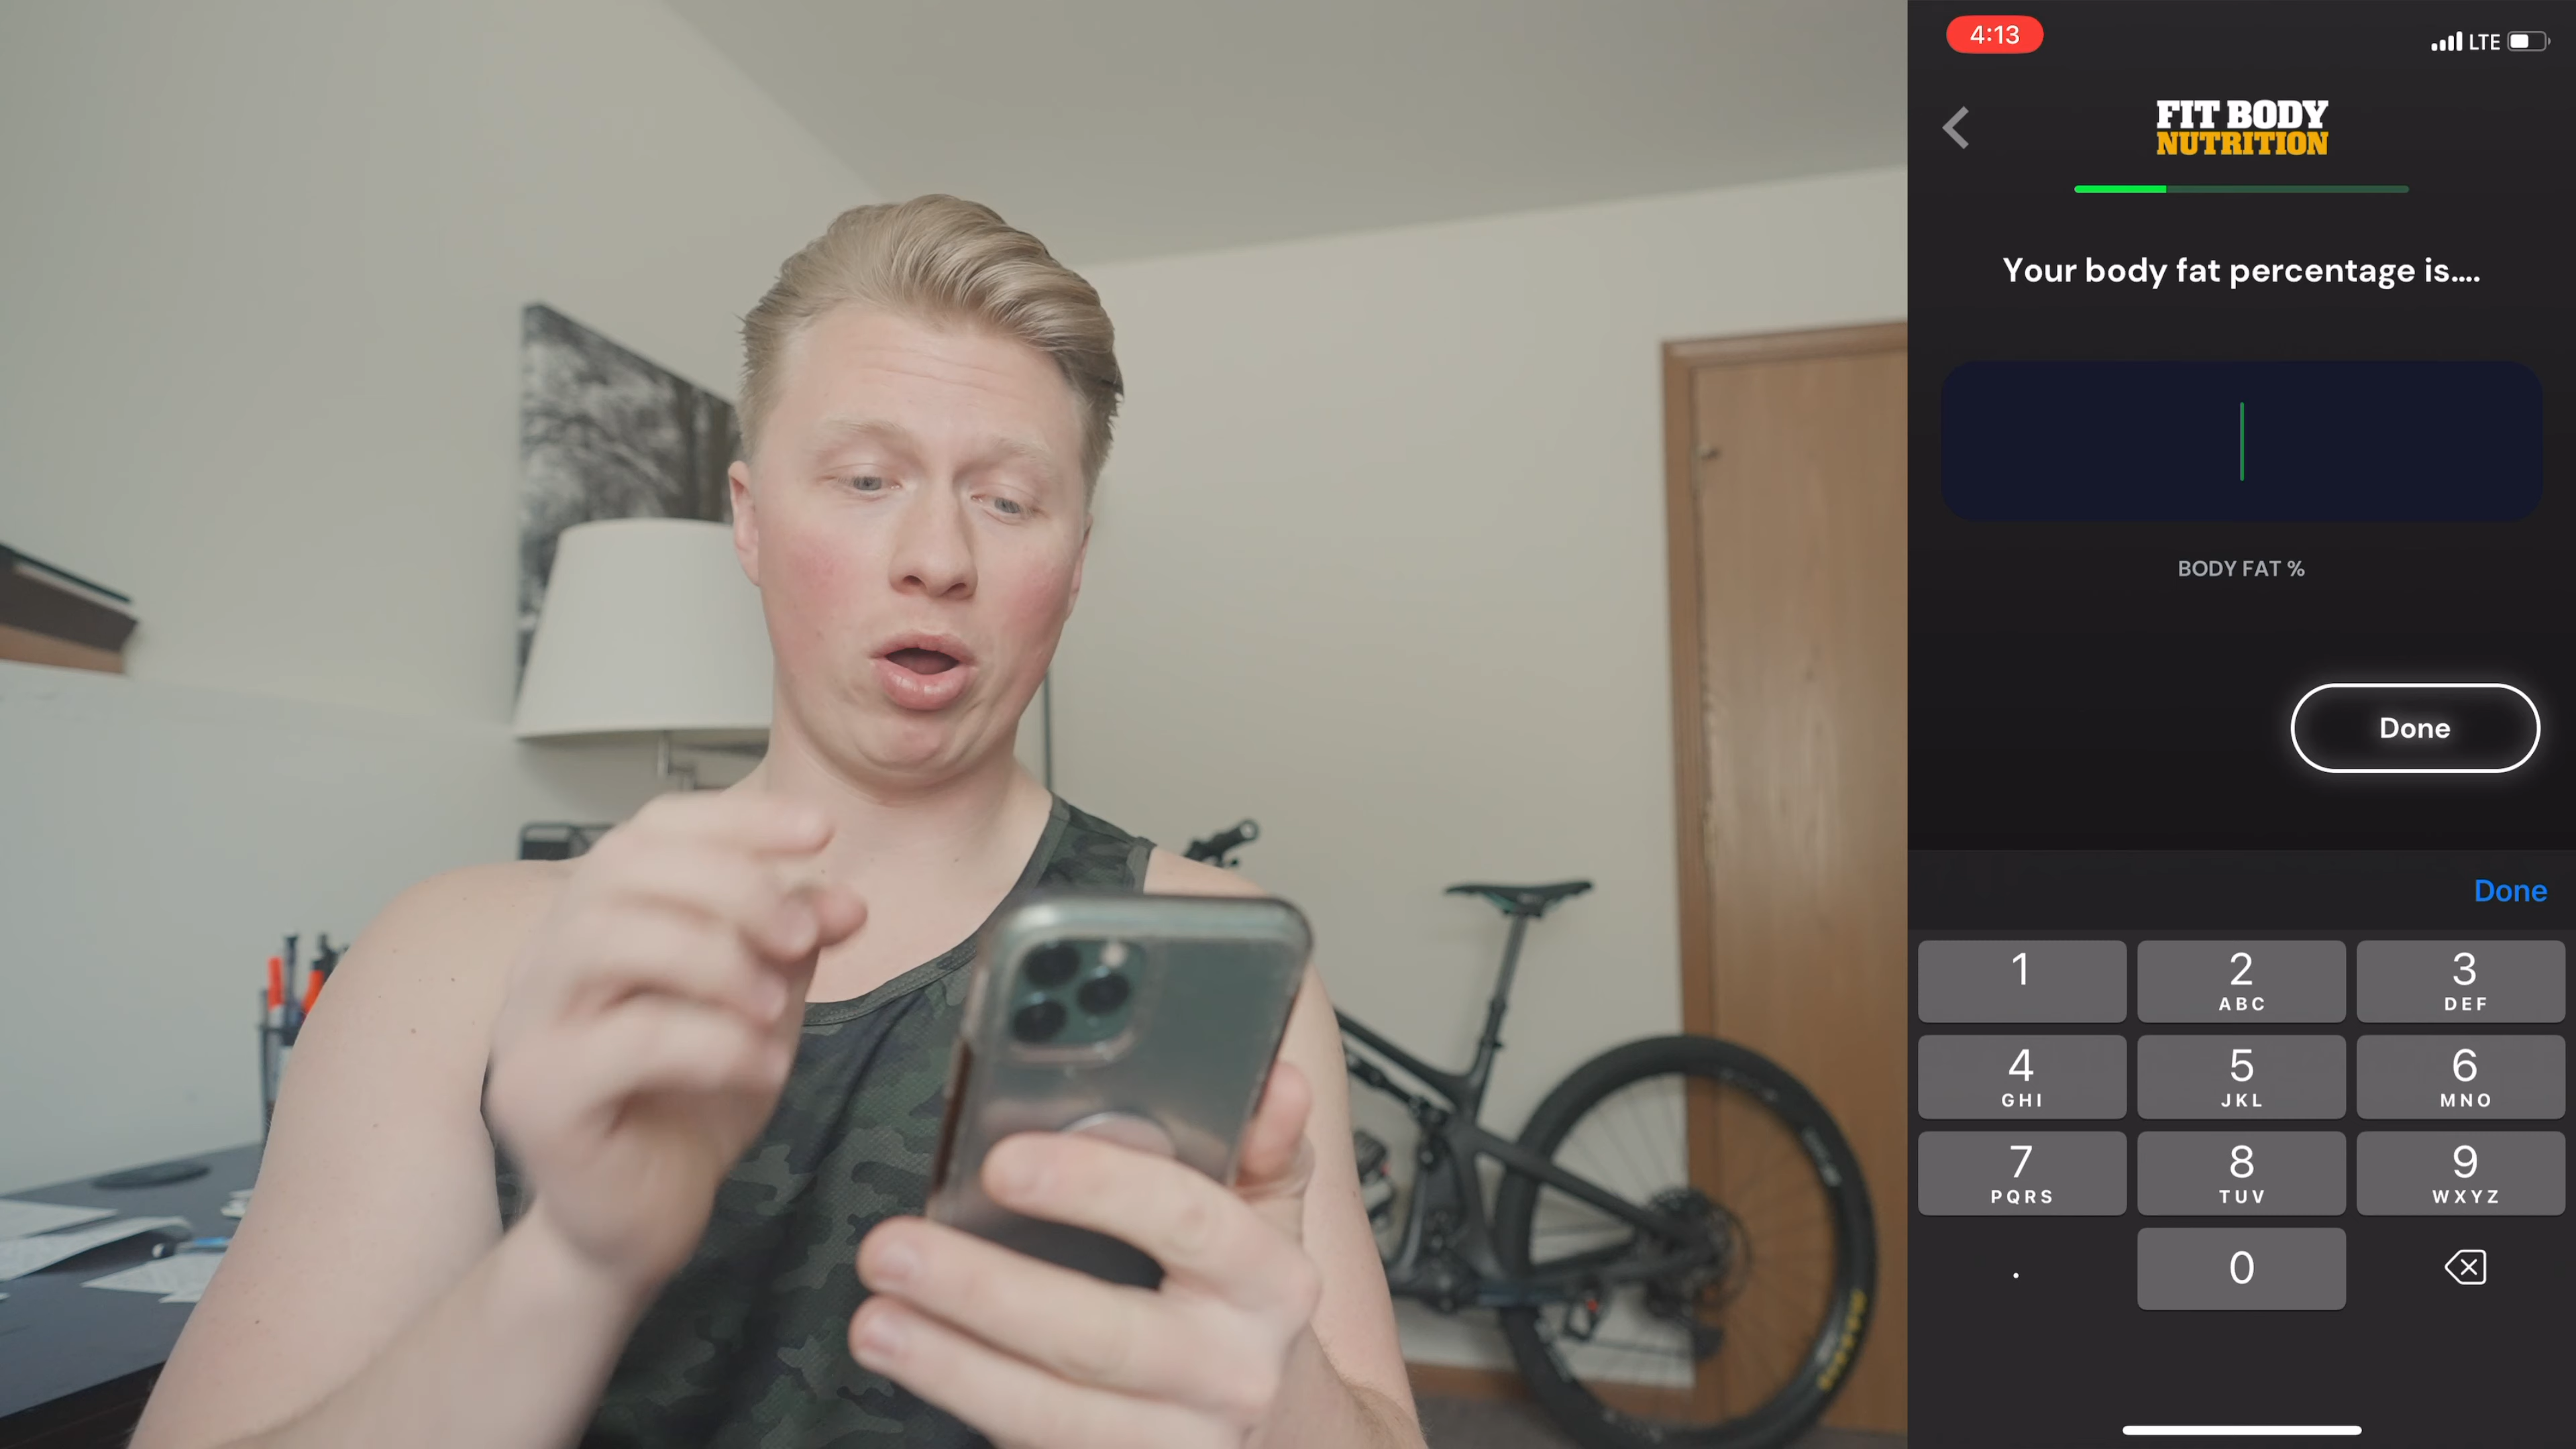 4:13
LTE
FIT BODY
NUTRITION
Your body fat percentage is....
BODY FAT %
Done
Done
1
2
ABC
3
DEF
4
GHI
5
JKL
6
MNO
7
PQRS
8
TUV
9
WXYZ
.
0